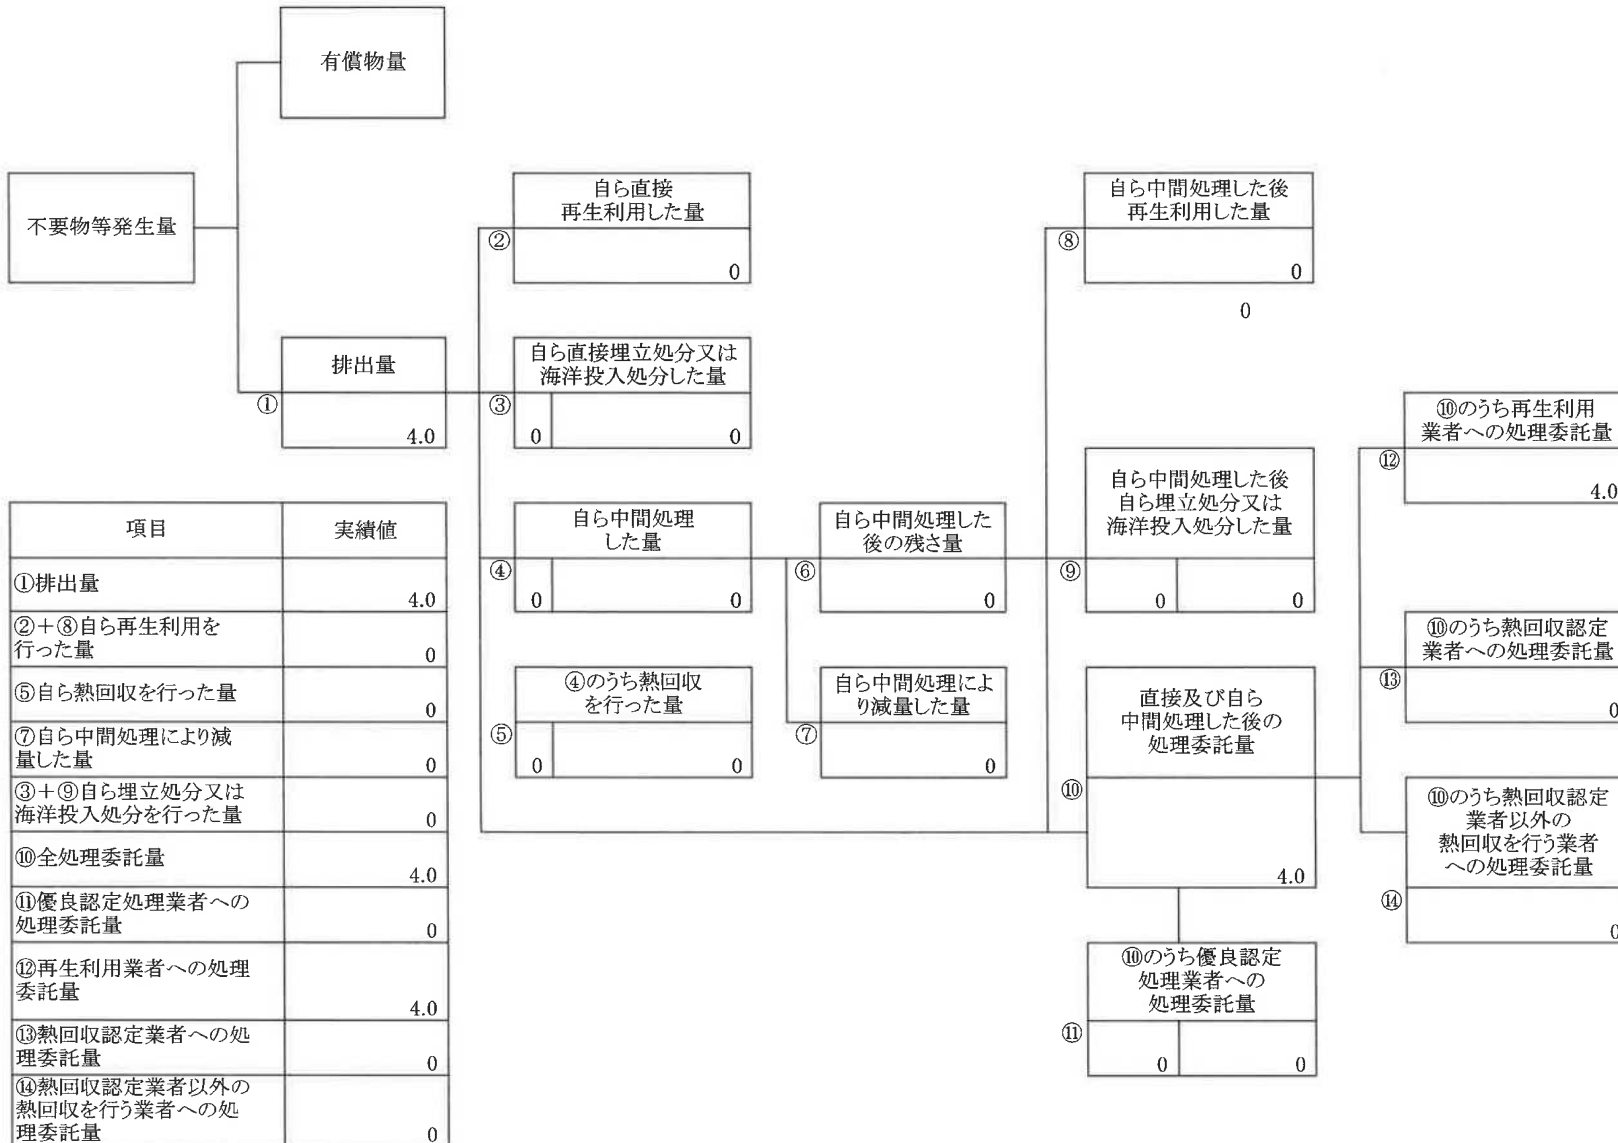 有償物量
不要物等発生量
自ら直接
再生利用した量
②
0
自ら中間処理した後
再生利用した量
⑧
0
0
排出量
①
4.0
自ら直接埋立処分又は
海洋投入処分した量
③
0 0
⑩のうち再生利用
業者への処理委託量
⑫
4.0
自ら中間処理
した量
④
0 0
自ら中間処理した
後の残さ量
⑥
0
自ら中間処理した後
自ら埋立処分又は
海洋投入処分した量
⑨
0 0
⑩のうち熱回収認定
業者への処理委託量
⑬
0
④のうち熱回収
を行った量
⑤
0 0
自ら中間処理によ
り減量した量
⑦
0
直接及び自ら
中間処理した後の
処理委託量
⑩
4.0
⑩のうち熱回収認定
業者以外の
熱回収を行う業者
への処理委託量
⑭
0
⑩のうち優良認定
処理業者への
処理委託量
⑪
0 0
項目 実績値
①排出量
4.0
②+⑧自ら再生利用を
行った量
0
⑤自ら熱回収を行った量
0
⑦自ら中間処理により減
量した量
0
③+⑨自ら埋立処分又は
海洋投入処分を行った量
0
⑩全処理委託量
4.0
⑪優良認定処理業者への
処理委託量
0
⑫再生利用業者への処理
委託量
4.0
⑬熱回収認定業者への処
理委託量
0
⑭熱回収認定業者以外の
熱回収を行う業者への処
理委託量
0